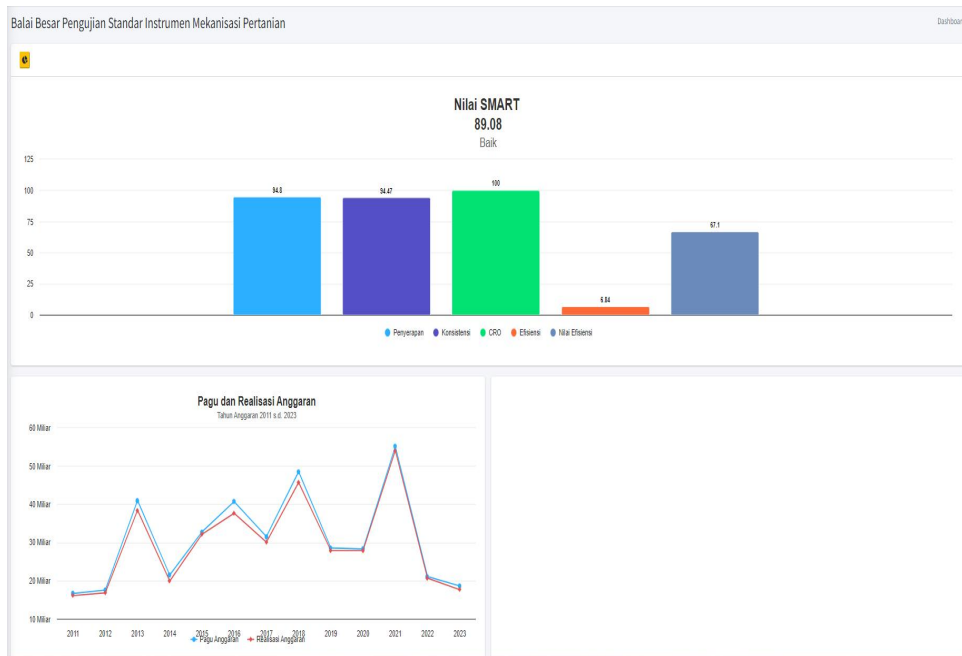 Balai Besar Pengujian Standar Instrumen Mekanisasi Pertanian
Dashboar
Nilai SMART
89.08
Baik
125
100
75
50
25
0
94.8
94.47
100
6.84
67.1
Penyerapan Konsistensi CRO Efisiensi Nilai Efisiensi
Pagu dan Realisasi Anggaran
Tahun Anggaran 2011 s.d. 2023
60 Miliar
50 Miliar
40 Miliar
30 Miliar
20 Miliar
10 Miliar
2011 2012 2013 2014 2015 2016 2017 2018 2019 2020 2021 2022 2023
Pagu Anggaran Realisasi Anggaran